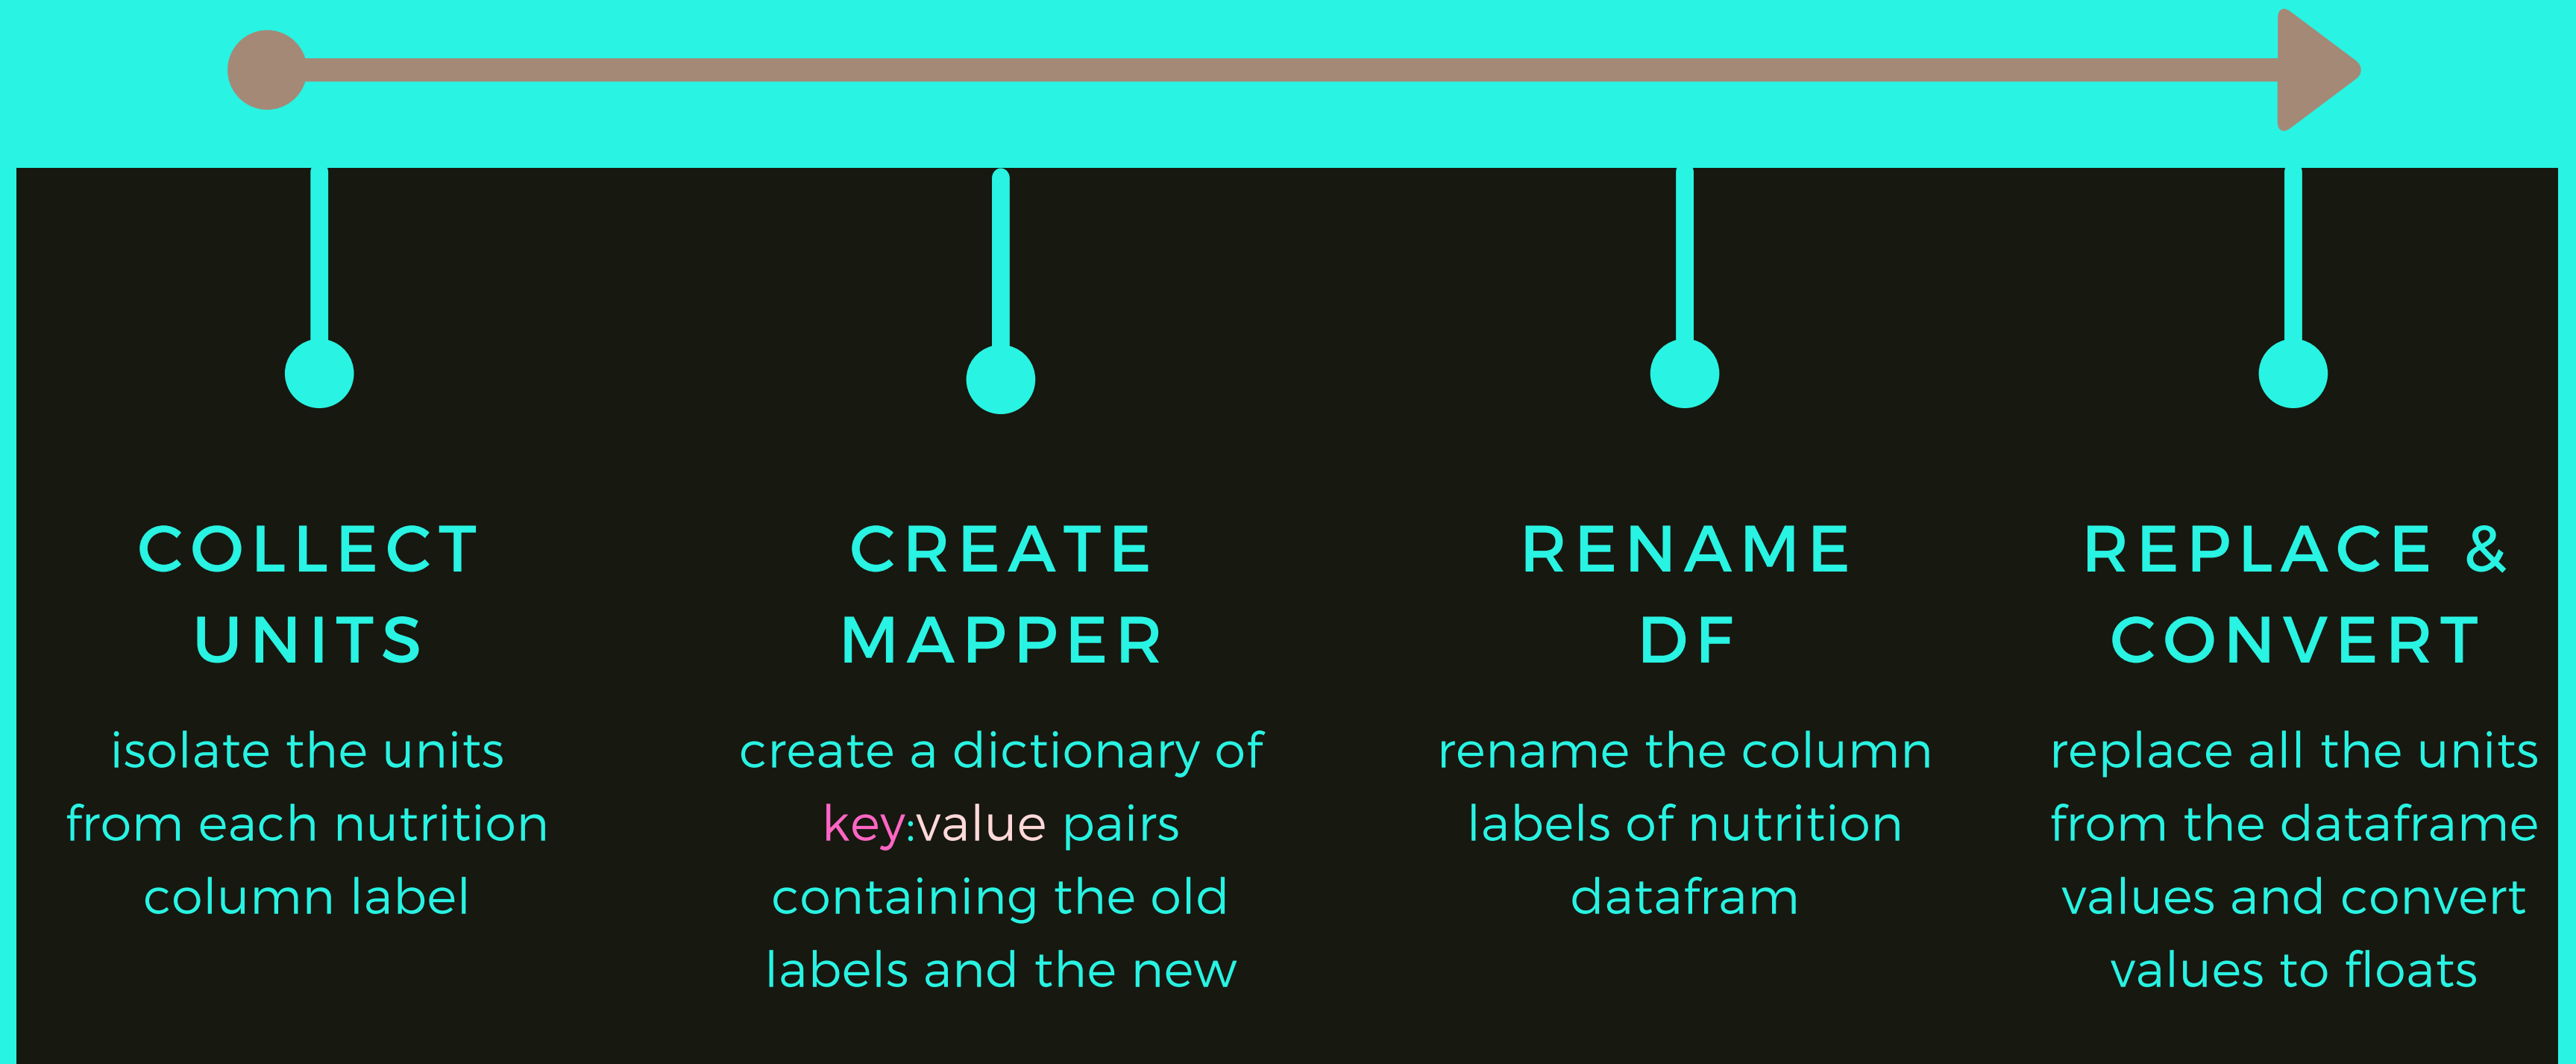 COLLECT
UNITS
isolate the units
from each nutrition
column label
CREATE
MAPPER
create a dictionary of
key:value pairs
containing the old
labels and the new
RENAME
DF
rename the column
labels of nutrition
datafram
REPLACE &
CONVERT
replace all the units
from the dataframe
values and convert
values to floats